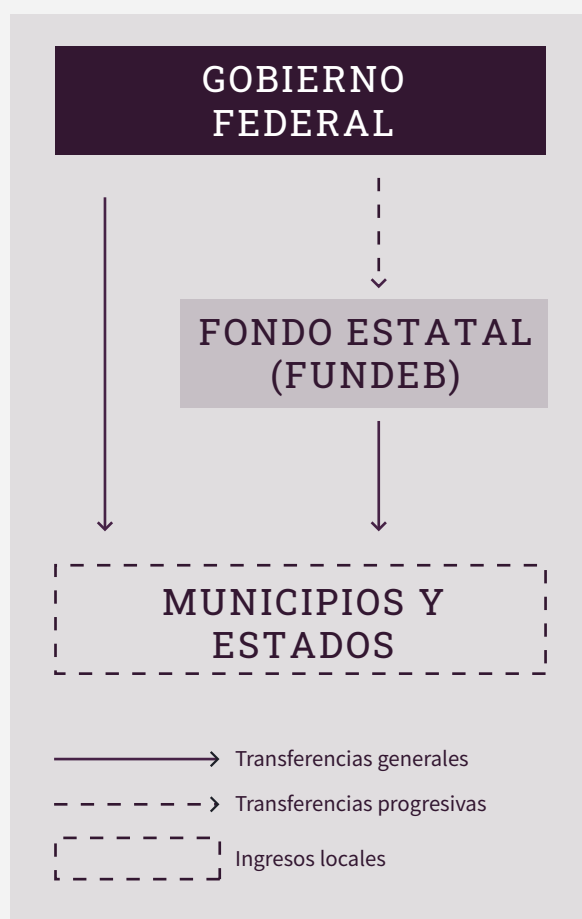 GOBIERNO
FEDERAL
FONDO ESTATAL
(FUNDEB)
MUNICIPIOS Y
ESTADOS
Transferencias generales
Transferencias progresivas
Ingresos locales